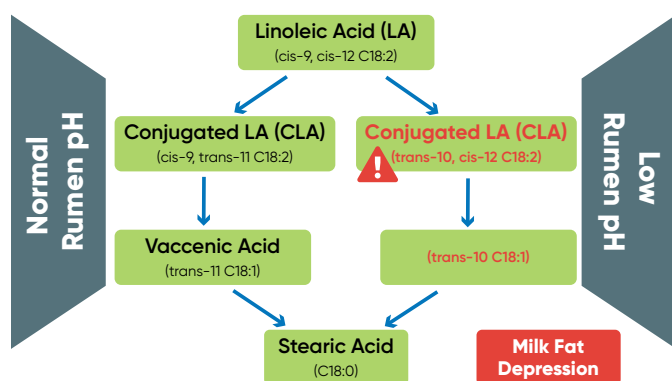 Linoleic Acid (LA)
(cis-9, cis-12 C18:2)
Normal
Rumen pH
Conjugated LA (CLA)
(cis-9, trans-11 C18:2)
Conjugated LA (CLA)
(trans-10, cis-12 C18:2)
Low
Rumen pH
Vaccenic Acid
(trans-11 C18:1)
(trans-10 C18:1)
Stearic Acid
(C18:0)
Milk Fat
Depression